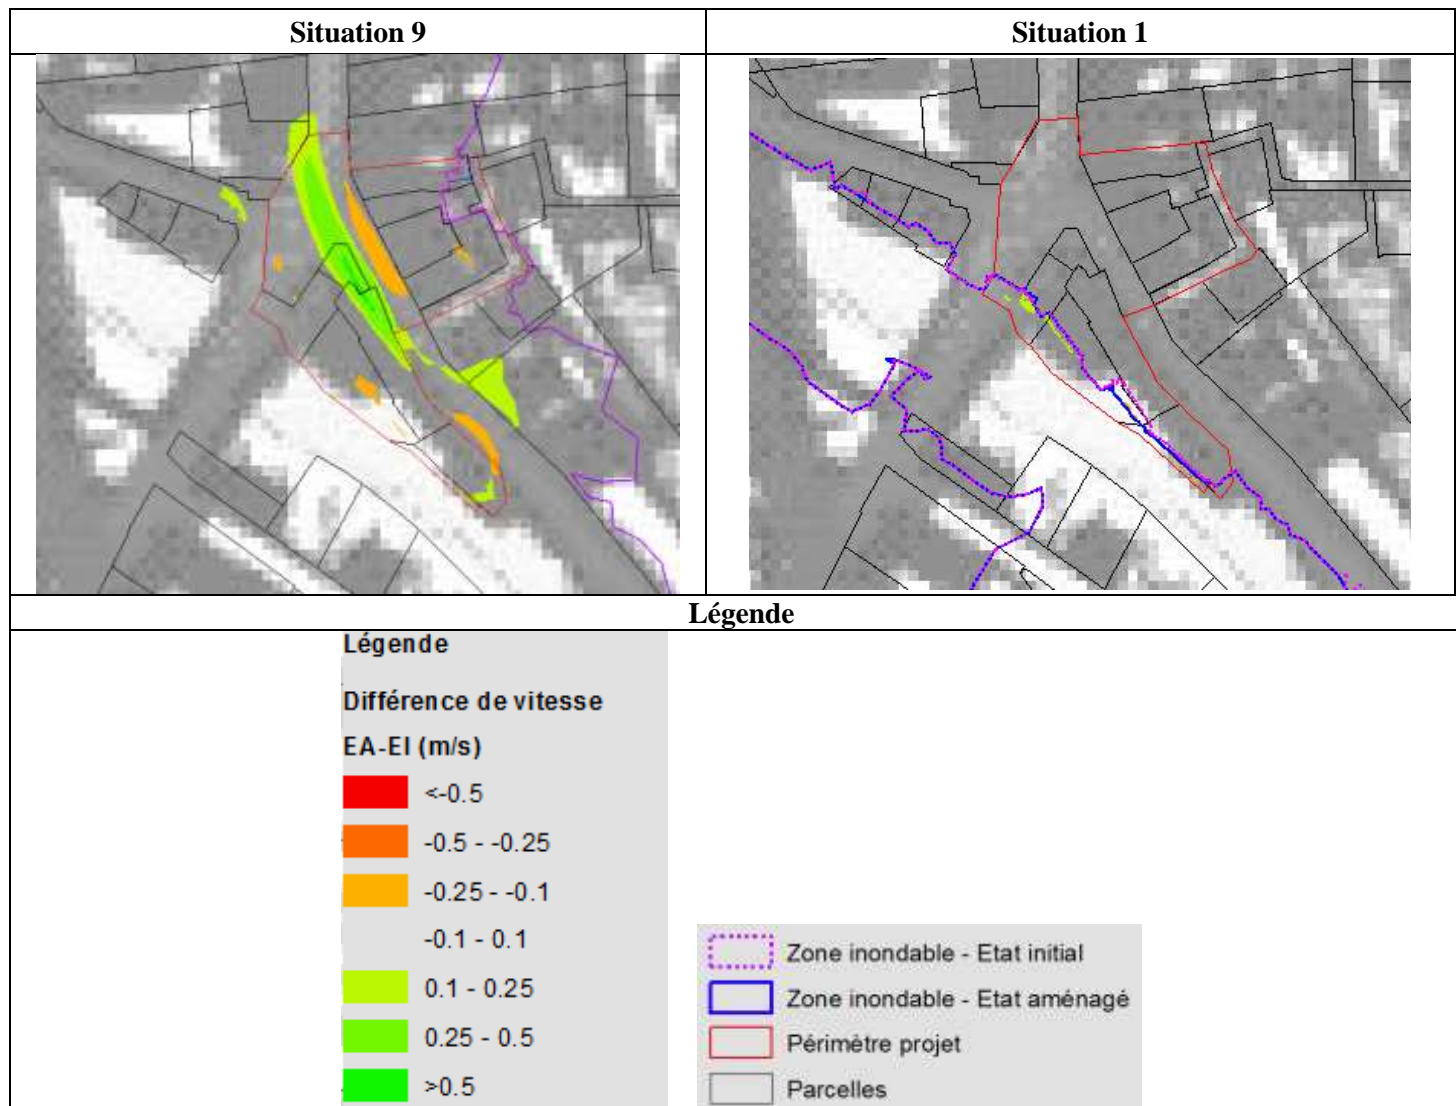 Situation 9
Situation 1
Légende
Légende
Différence de vitesse
EA-EI (m/s)
<-0.5
-0.5 - -0.25
-0.25 - -0.1
-0.1 - 0.1
0.1 - 0.25
0.25 - 0.5
>0.5
Zone inondable - Etat initial
Zone inondable - Etat aménagé
Périmètre projet
Parcelles